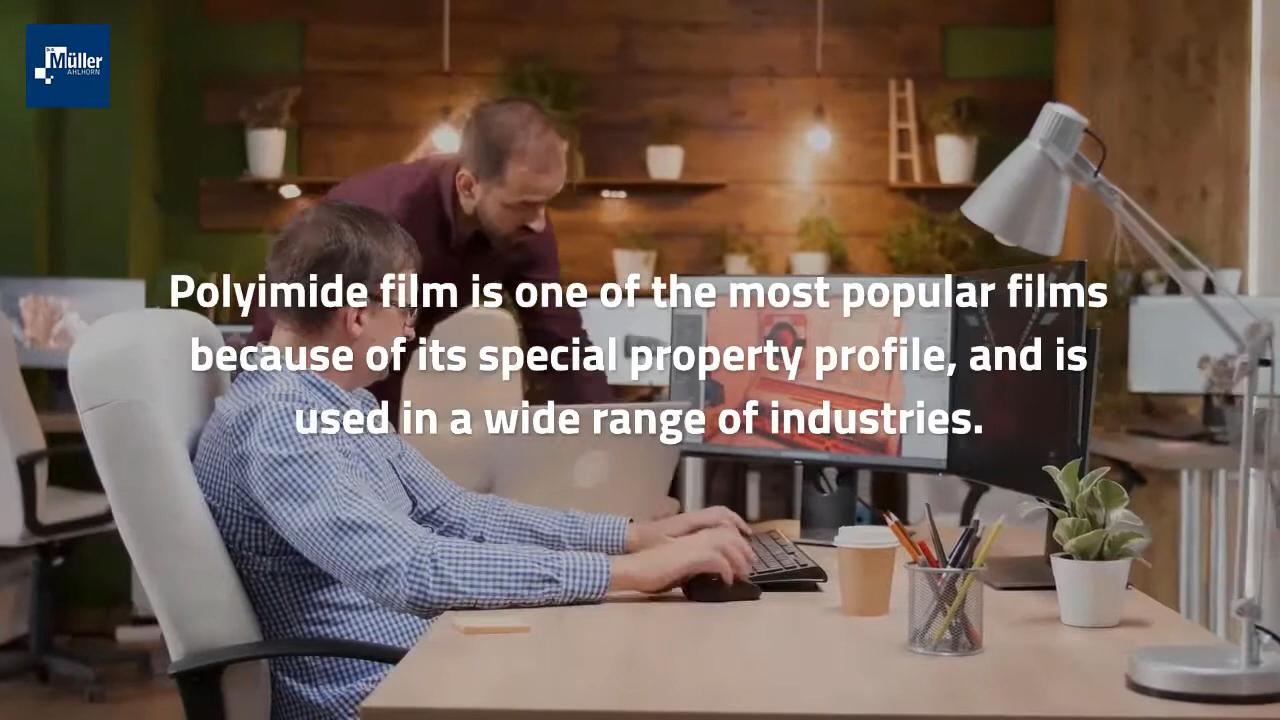 Müller
AHLHORN
Polyimide film is one of the most popular films
because of its special property profile, and is
used in a wide range of industries.